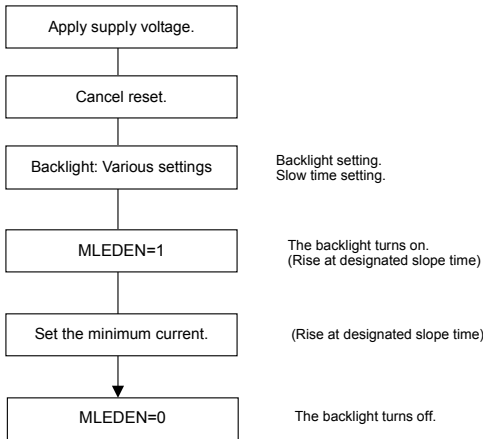 Apply supply voltage.
Cancel reset.
Backlight: Various settings
Backlight setting.
Slow time setting.
MLEDEN=1
The backlight turns on.
(Rise at designated slope time)
Set the minimum current.
(Rise at designated slope time)
MLEDEN=0
The backlight turns off.